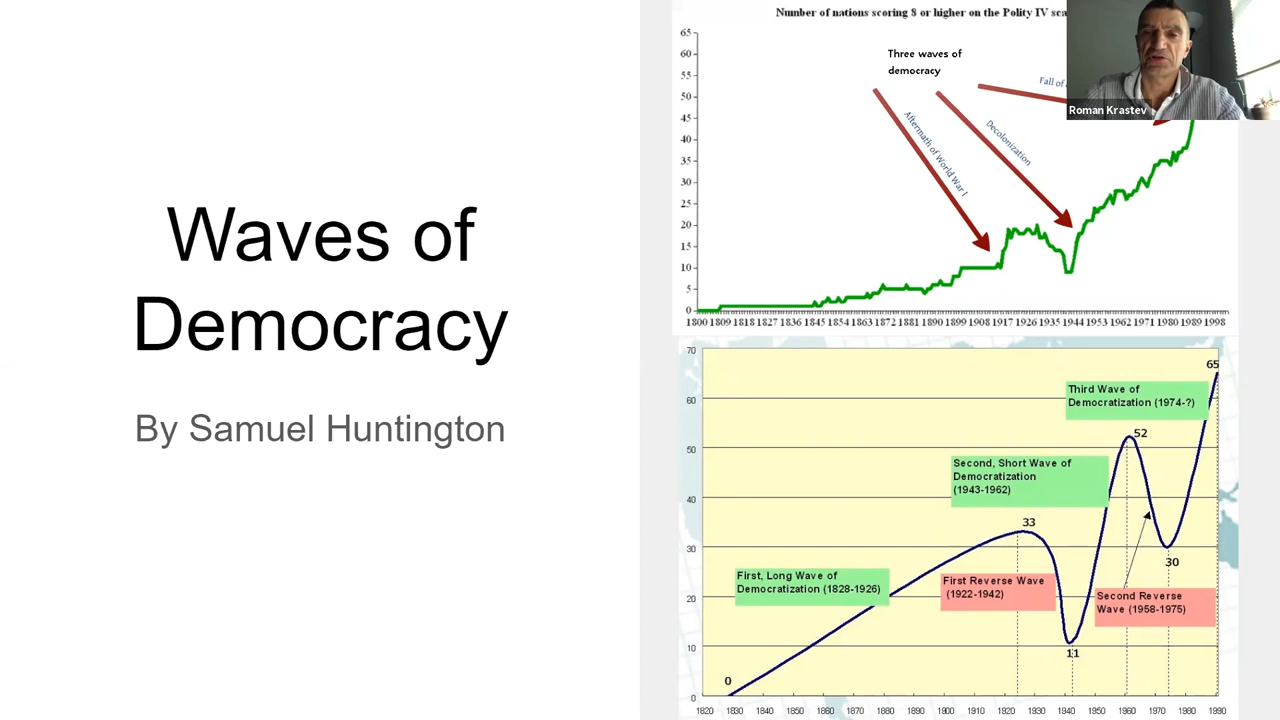 Waves of
Democracy
By Samuel Huntington
Number of nations scoring 8 or higher on the Polity IV
Three waves of
democracy
Fall of
Aftermath of World War I
Decolonization
Roman Krastev
65
60
55
50
45
40
35
30
25
20
15
10
5
0
1800 1809 1818 1827 1836 1845 1854 1863 1872 1881 1890 1899 1908 1917 1926 1935 1944 1953 1962 1971 1980 1989 1998
70
60
50
40
30
20
10
0
65
Third Wave of
Democratization (1974-?)
52
Second, Short Wave of
Democratization
(1943-1962)
33
30
First, Long Wave of
Democratization (1828-1926)
First Reverse Wave
(1922-1942)
Second Reverse
Wave (1958-1975)
11
0
1820 1830 1840 1850 1860 1870 1880 1890 1900 1910 1920 1930 1940 1950 1960 1970 1980 1990